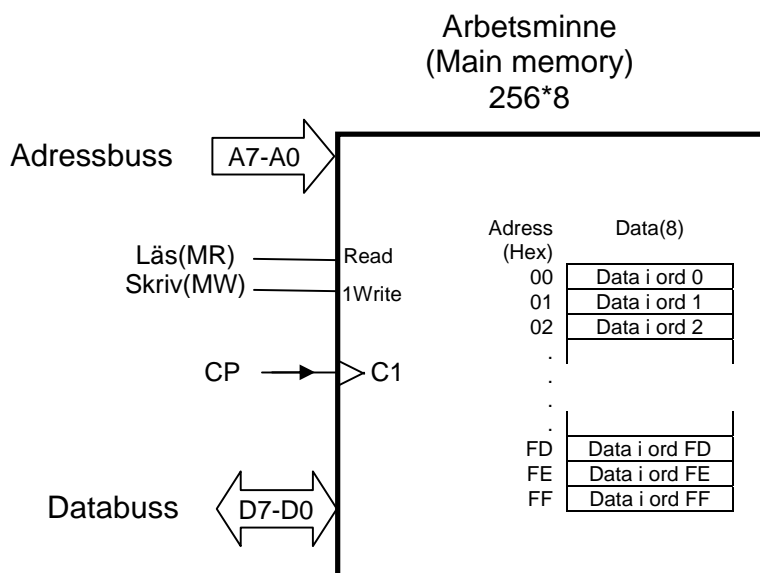 Arbetsminne
(Main memory)
256*8
Adressbuss A7-A0
Läs(MR) Read
Skriv(MW) 1Write
CP C1
Databuss D7-D0
Adress Data(8)
(Hex)
00 Data i ord 0
01 Data i ord 1
02 Data i ord 2
.
.
.
.
FD Data i ord FD
FE Data i ord FE
FF Data i ord FF